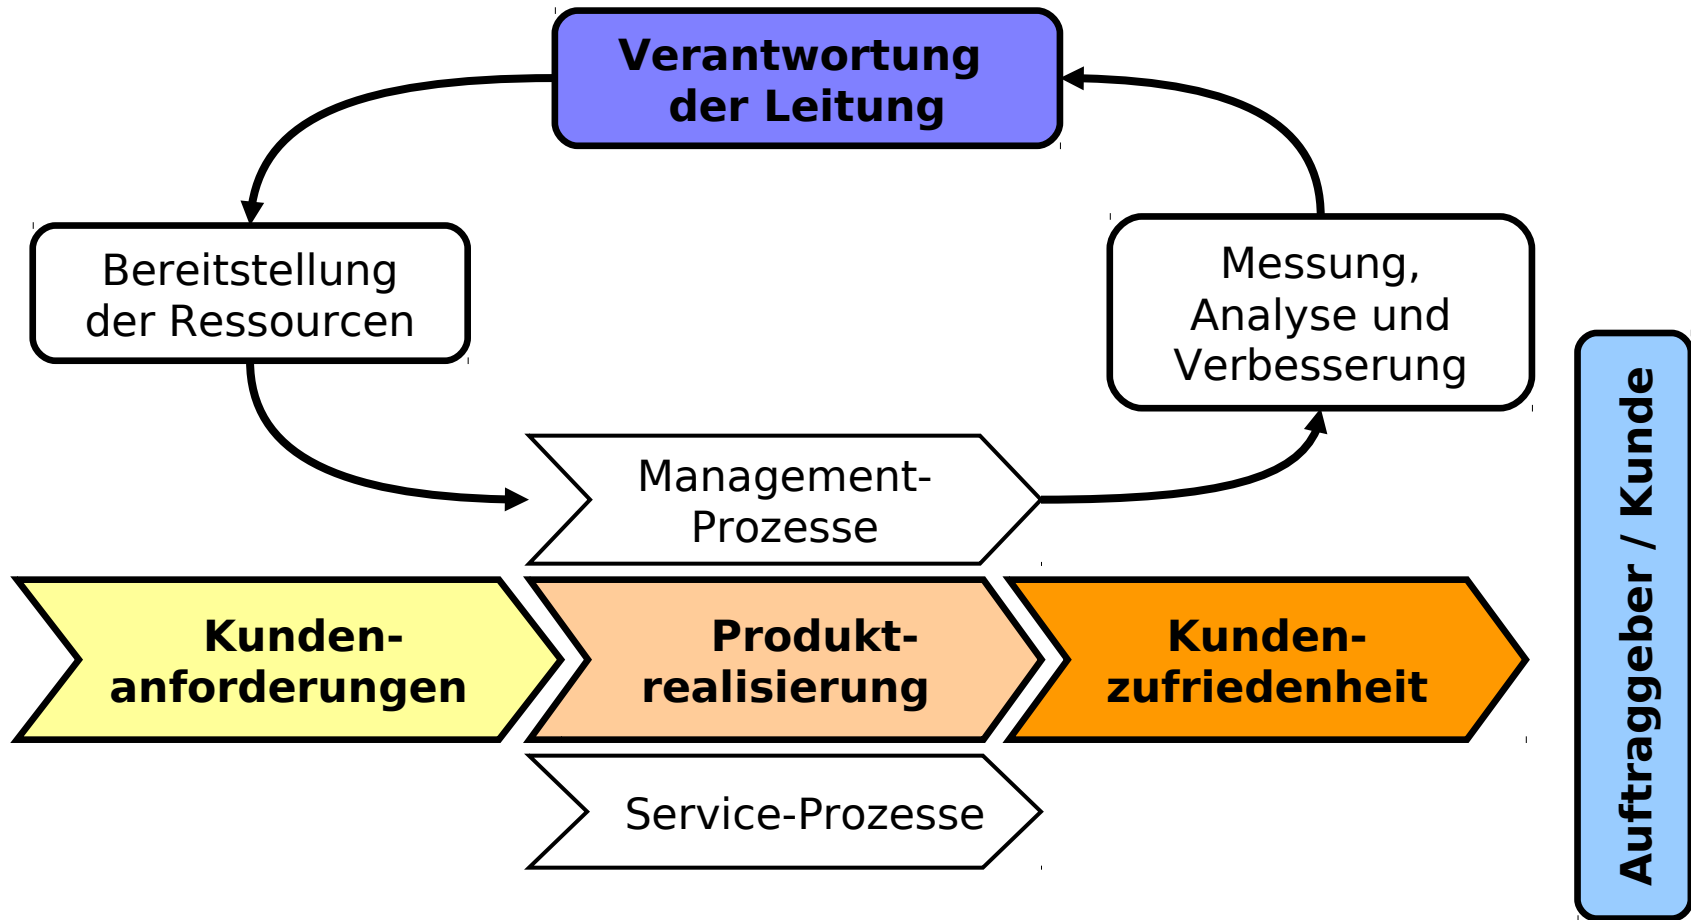 Verantwortung
der Leitung
Bereitstellung
der Ressourcen
Messung,
Analyse und
Verbesserung
Management-
Prozesse
Kunden-
anforderungen
Produkt-
realisierung
Kunden-
zufriedenheit
Service-Prozesse
Auftraggeber / Kunde